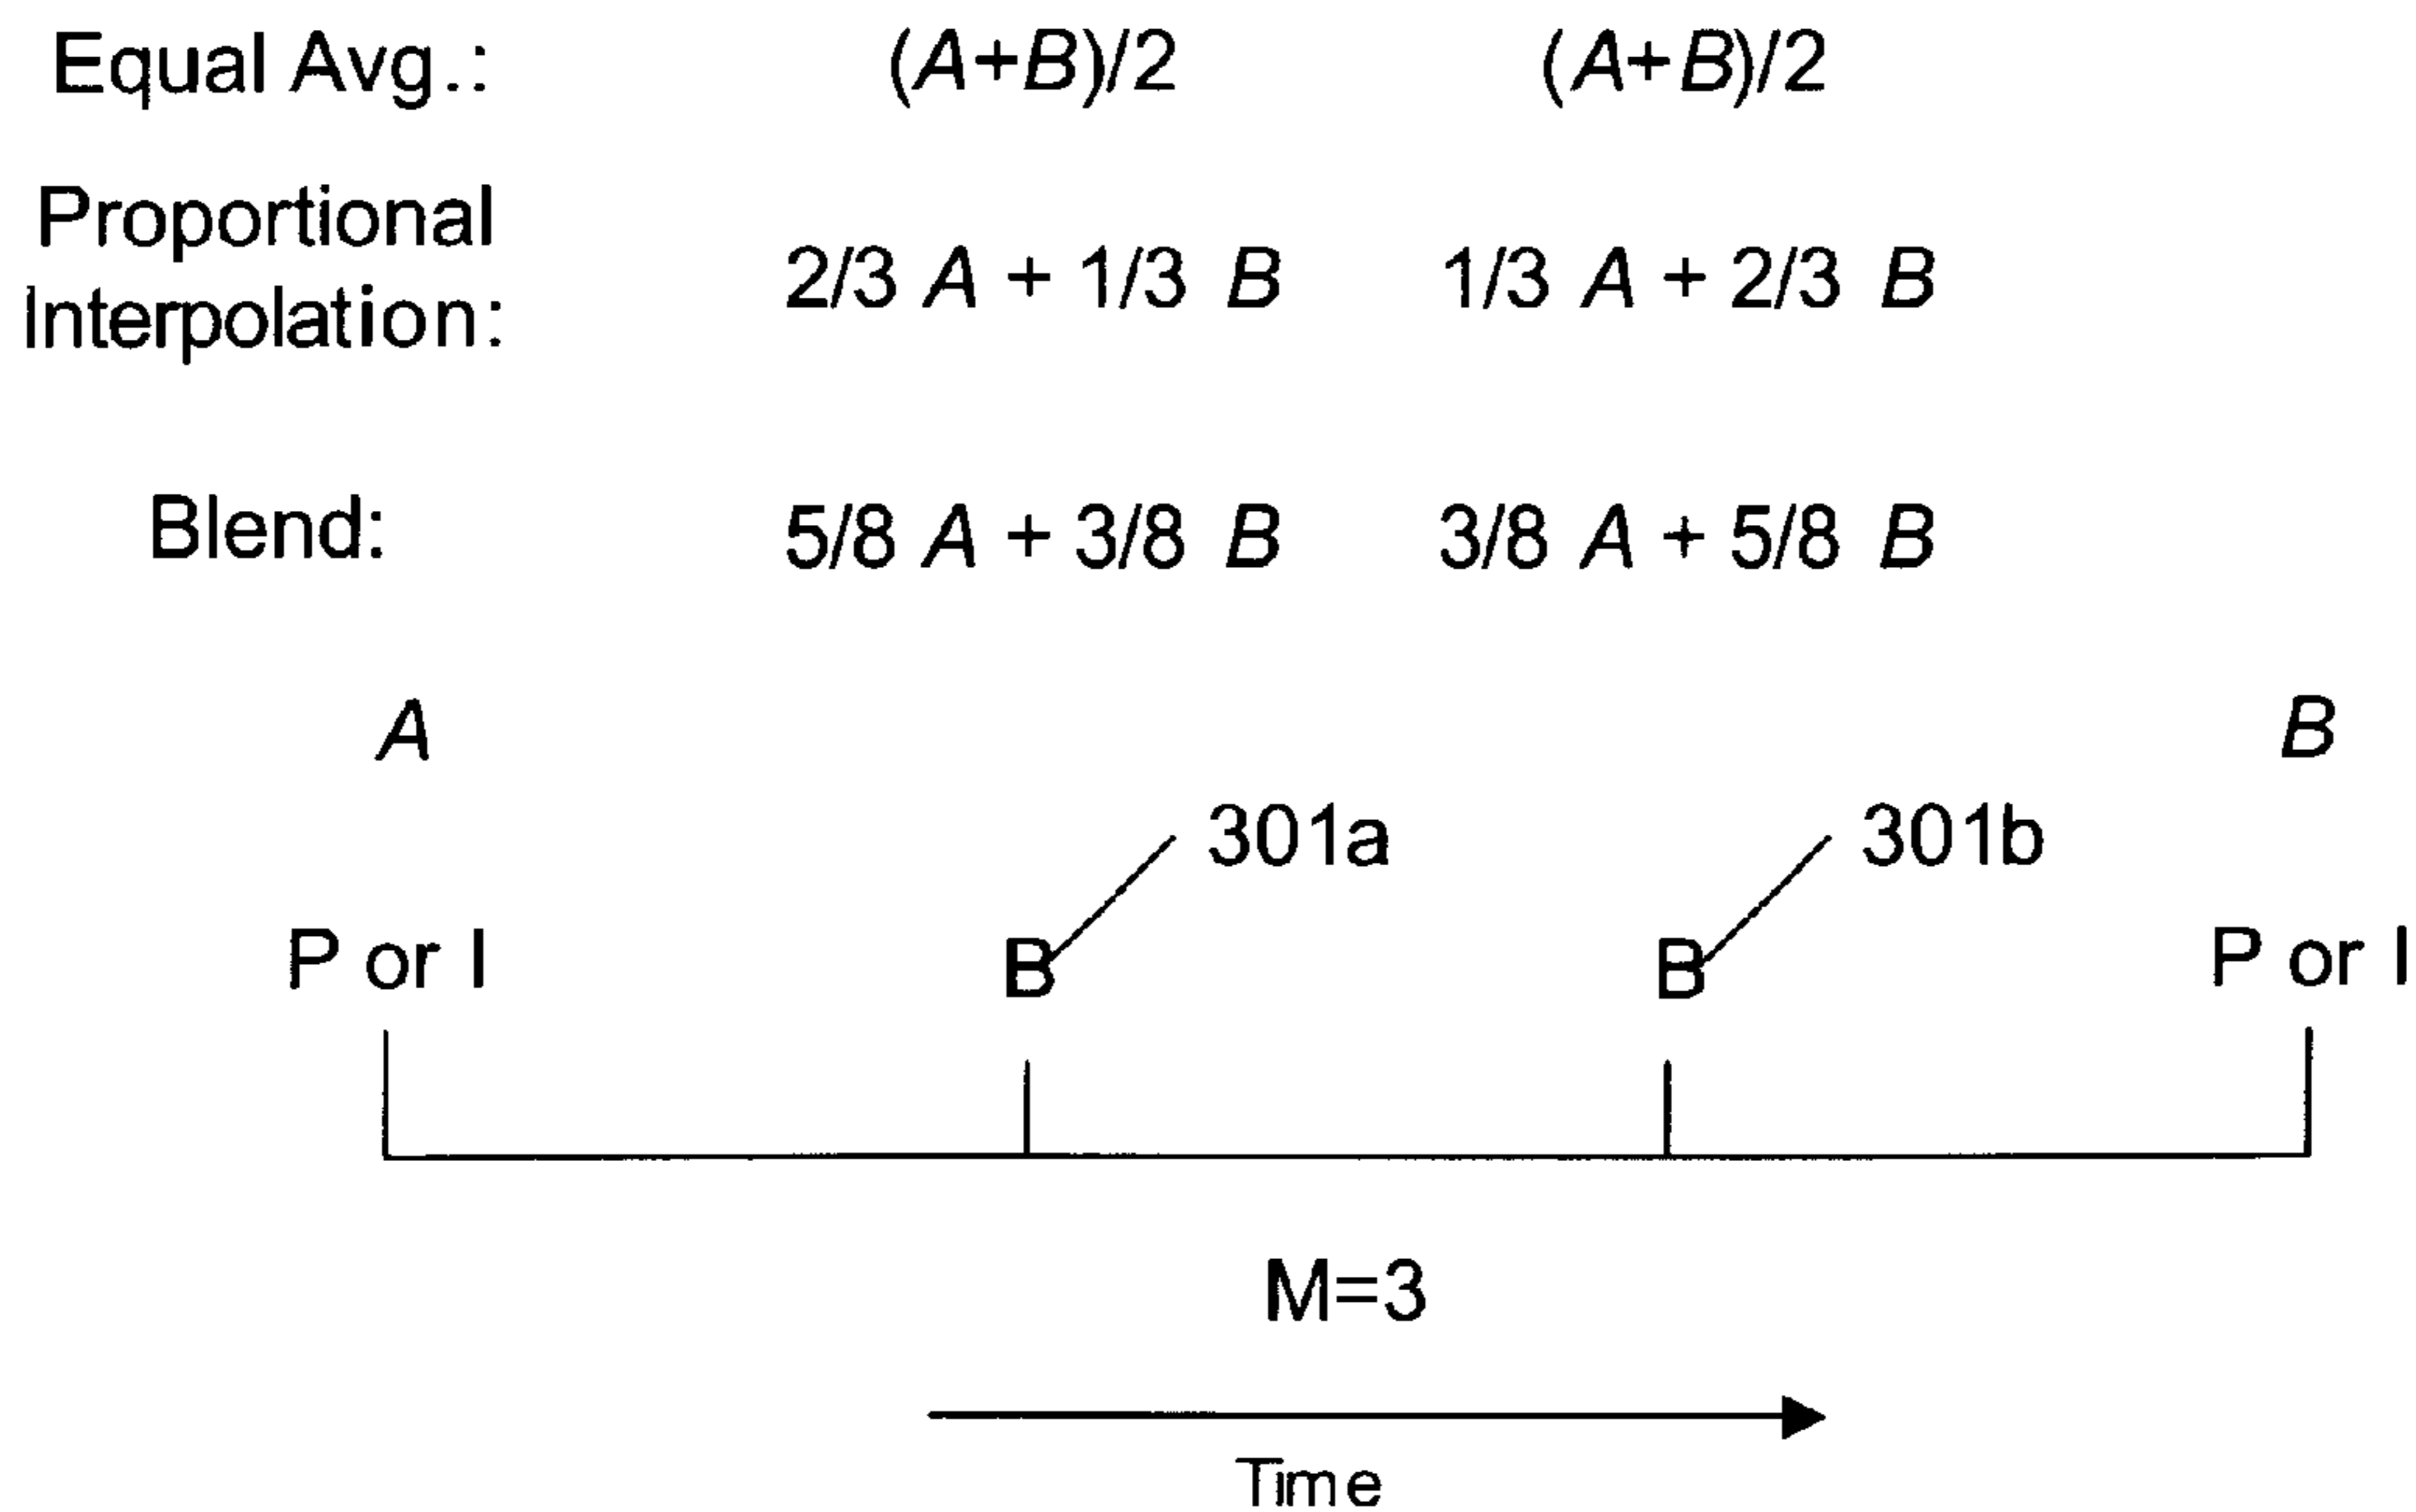 Equal Avg.: (A+B)/2 (A+B)/2
Proportional
Interpolation: 2/3 A + 1/3 B 1/3 A + 2/3 B
Blend: 5/8 A + 3/8 B 3/8 A + 5/8 B
A B
301a 301b
P or I B B P or I
M=3
Time